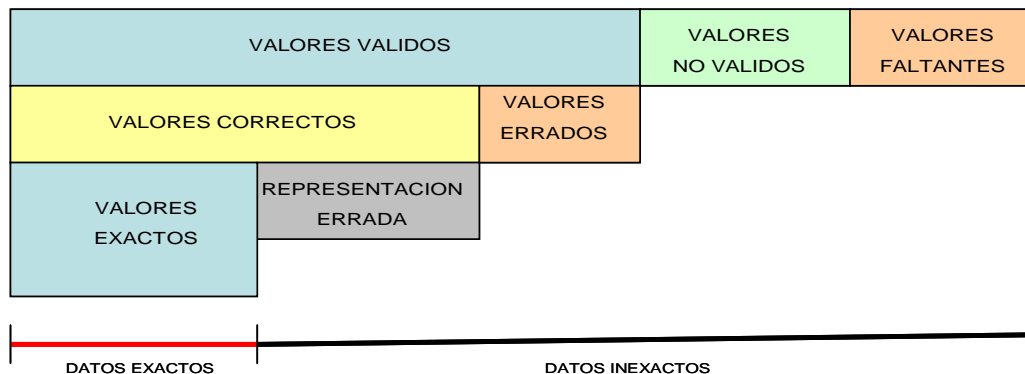 VALORES VALIDOS
VALORES
NO VALIDOS
VALORES
FALTANTES
VALORES CORRECTOS
VALORES
ERRADOS
VALORES
EXACTOS
REPRESENTACION
ERRADA
DATOS EXACTOS
DATOS INEXACTOS